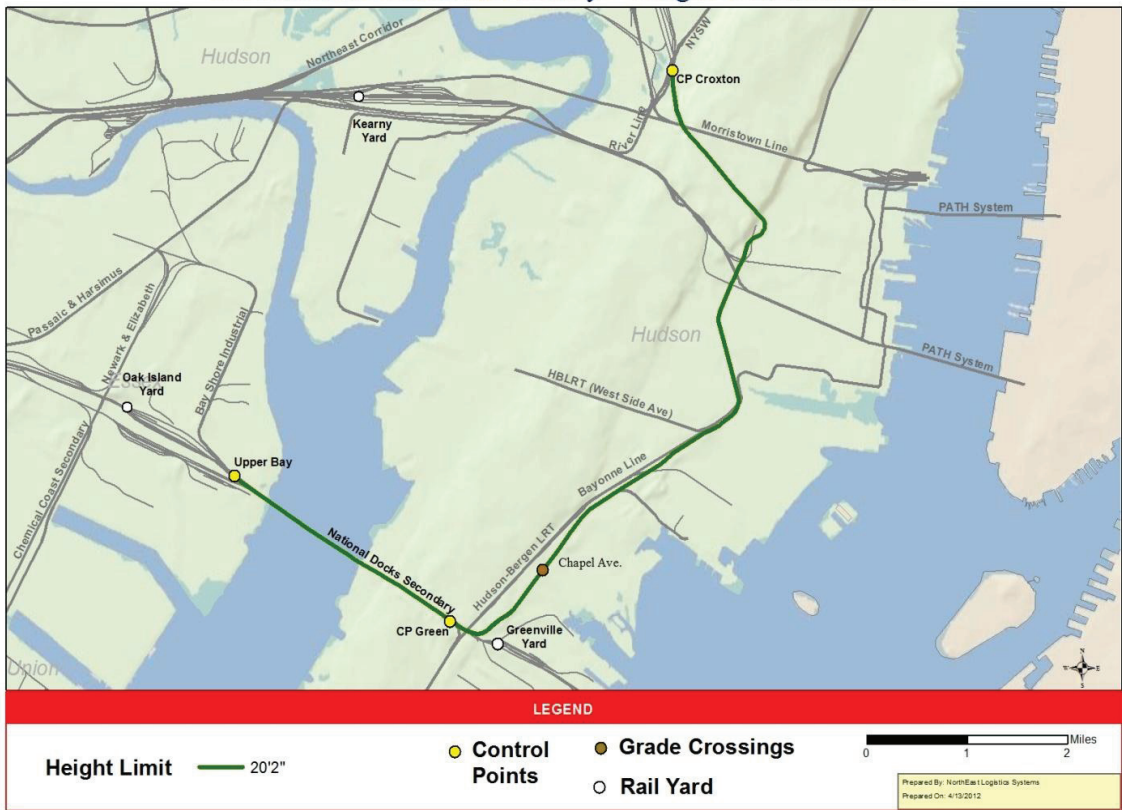 Hudson
Northeast Corridor
NYSW
CP Croxton
Kearny
Yard
River Line
Morristown Line
PATH System
Passaic & Harsimus
Newark & Elizabeth
Bay Shore Industrial
Hudson
PATH System
Oak Island
Yard
HBLRT (West Side Ave)
Upper Bay
Chemical Coast Secondary
Bayonne Line
National Docks Secondary
Hudson-Bergen LRT
Chapel Ave.
CP Green
Greenville
Yard
Union
N
W
E
S
LEGEND
Height Limit
20'2"
Control
Points
Grade Crossings
Rail Yard
Miles
0 1 2
Prepared By: NorthEast Logistics Systems
Prepared On: 4/13/2012